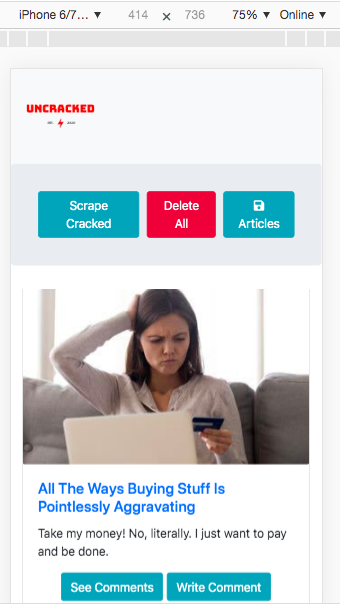 iPhone 6/7... ▼ 414 × 736 75% ▼ Online ▼
UNCRACKED
Scrape
Cracked
Delete
All
Articles
All The Ways Buying Stuff Is
Pointlessly Aggravating
Take my money! No, literally. I just want to pay
and be done.
See Comments Write Comment